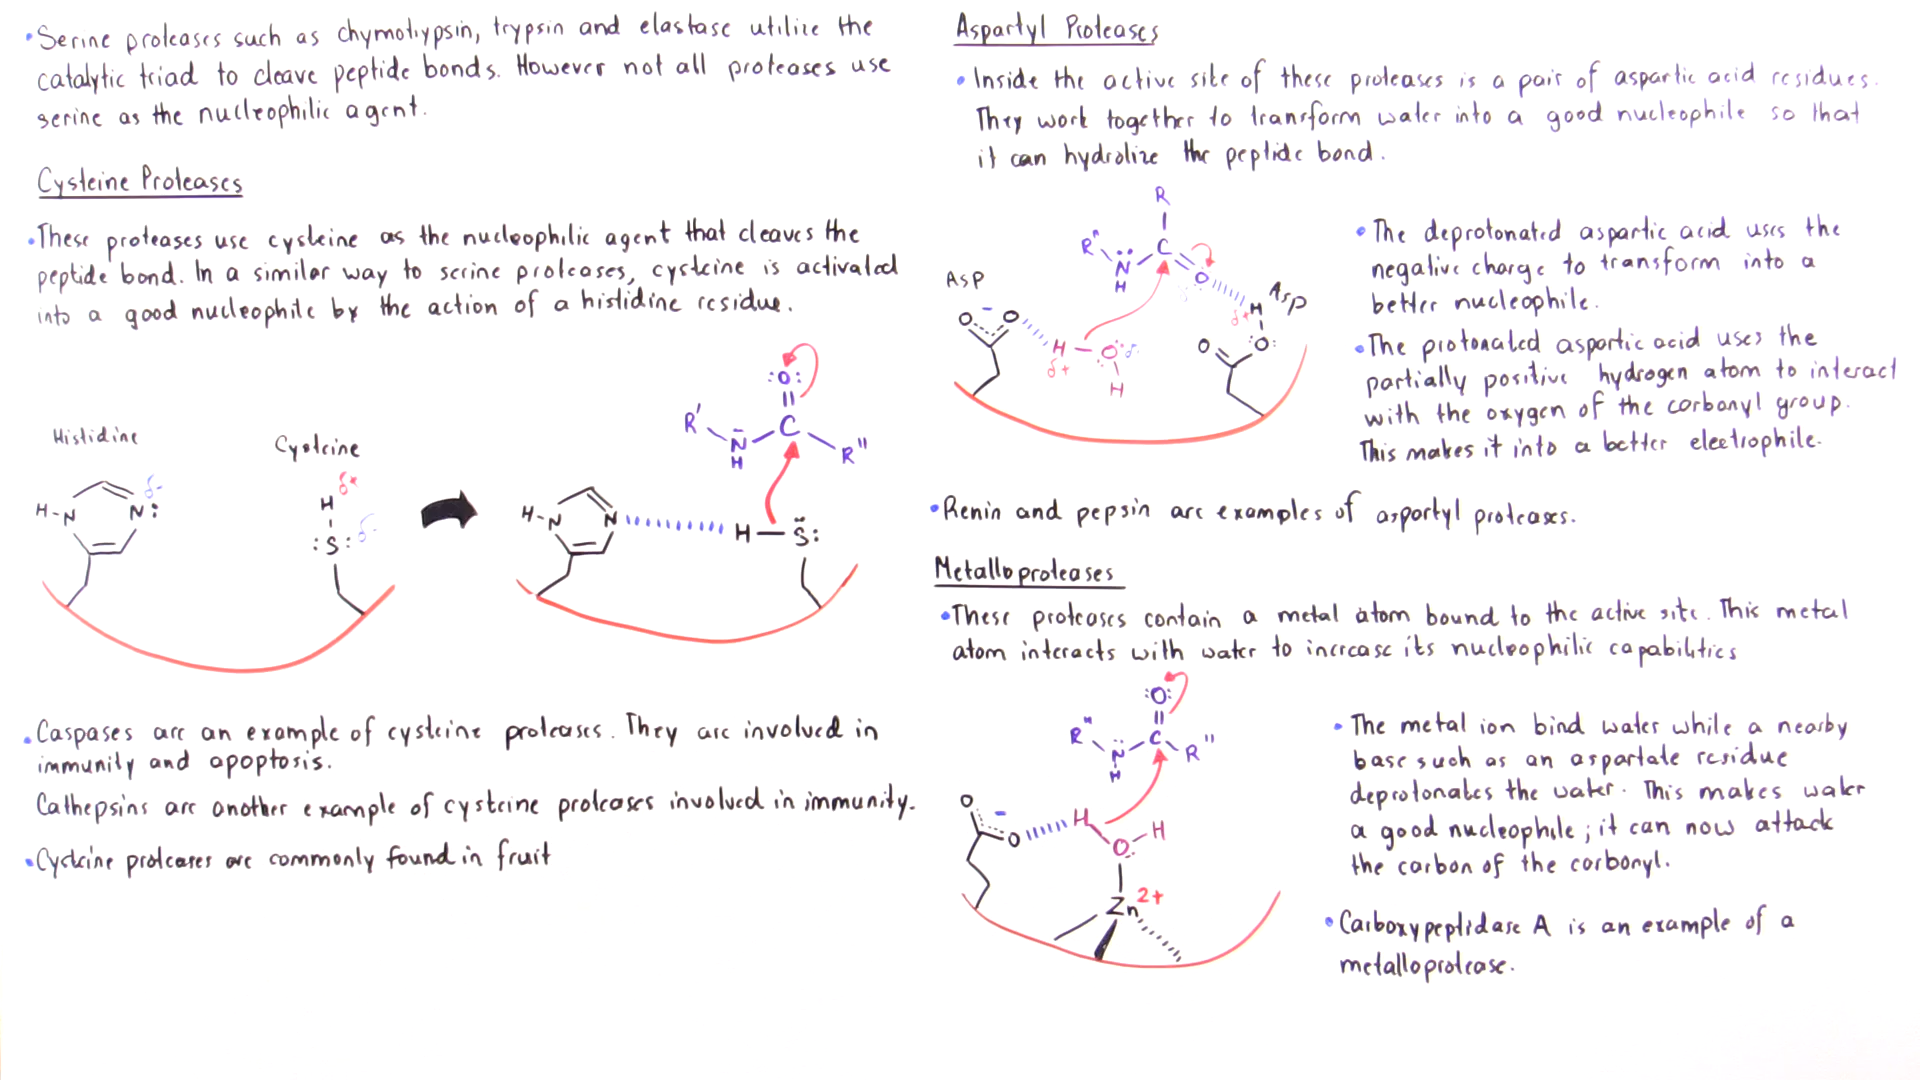 •Serine proteases such as chymotrypsin, trypsin and elastase utilize the
catalytic triad to cleave peptide bonds. However not all proteases use
serine as the nucleophilic agent.
Cysteine Proteases
•These proteases use cysteine as the nucleophilic agent that cleaves the
peptide bond. In a similar way to serine proteases, cysteine is activated
into a good nucleophile by the action of a histidine residue.
:O:
R'
N
H
C
R"
Histidine
Cysteine
H-N
N:
δ-
H
δ+
:S:
δ-
H-N
N
H—S̈:
•Caspases are an example of cysteine proteases. They are involved in
immunity and apoptosis.
Cathepsins are another example of cysteine proteases involved in immunity.
•Cysteine proteases are commonly found in fruit
Aspartyl Proteases
•Inside the active site of these proteases is a pair of aspartic acid residues.
They work together to transform water into a good nucleophile so that
it can hydrolize the peptide bond.
R
R"
N
H
C
O
Asp
Asp
O
-
O
H—O
δ-
δ+
H
H
δ+
O
:O:
•The deprotonated aspartic acid uses the
negative charge to transform into a
better nucleophile.
•The protonated aspartic acid uses the
partially positive hydrogen atom to interact
with the oxygen of the carbonyl group.
This makes it into a better electrophile.
•Renin and pepsin are examples of aspartyl proteases.
Metalloproteases
•These proteases contain a metal atom bound to the active site. This metal
atom interacts with water to increase its nucleophilic capabilities
:O:
R"
N
H
C
R"
O
-
O
H
O
H
Zn2+
•The metal ion bind water while a nearby
base such as an aspartate residue
deprotonates the water. This makes water
a good nucleophile; it can now attack
the carbon of the carbonyl.
•Carboxypeptidase A is an example of a
metalloprotease.